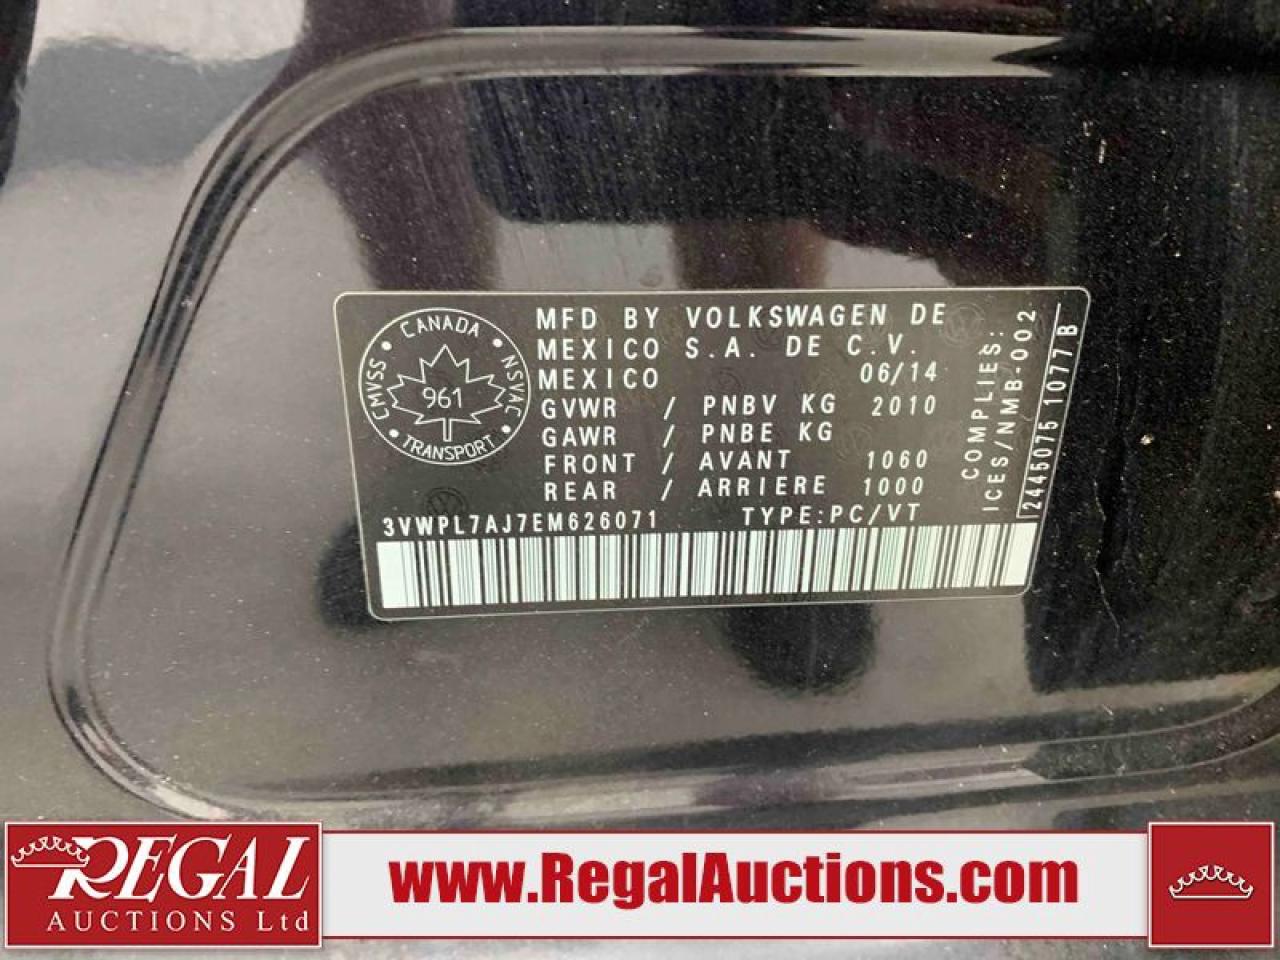 CANADA
CMVSS
NSVAC
961
TRANSPORT
MFD BY VOLKSWAGEN DE
MEXICO S.A. DE C.V.
MEXICO 06/14
GVWR / PNBV KG 2010
GAWR / PNBE KG
FRONT / AVANT 1060
REAR / ARRIERE 1000
3VWPL7AJ7EM626071 TYPE:PC/VT
COMPLIES:
ICES/NMB-002
2445075 1077 B
REGAL
AUCTIONS Ltd
www.RegalAuctions.com